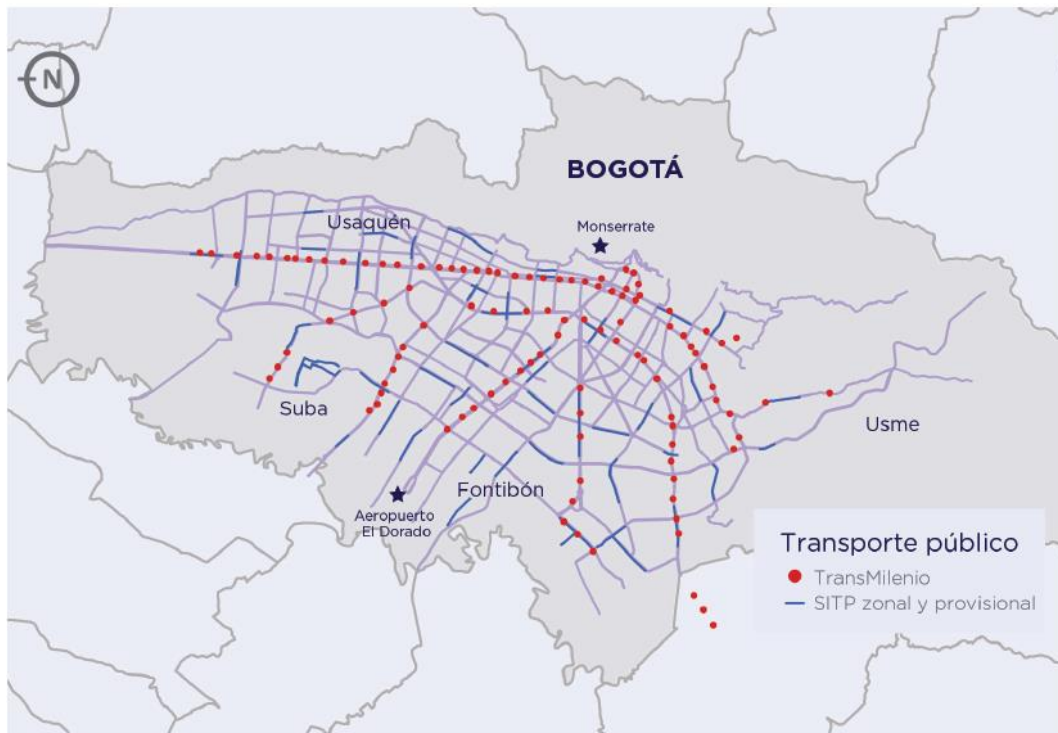 N
BOGOTÁ
Usaquén
Monserrate
Suba
Usme
Fontibón
Aeropuerto
El Dorado
Transporte público
TransMilenio
SITP zonal y provisional